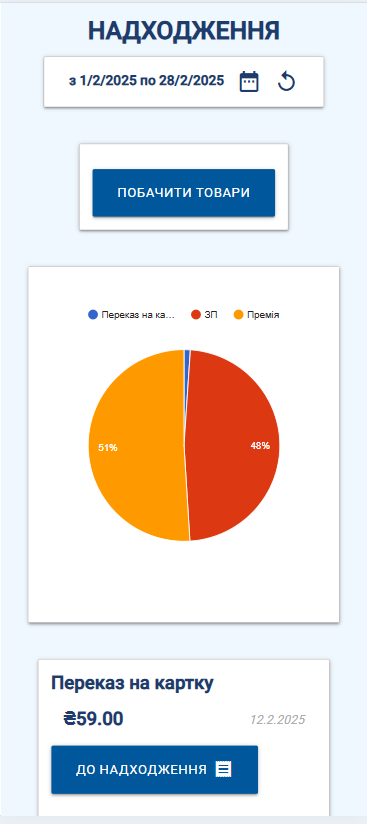 НАДХОДЖЕННЯ
з 1/2/2025 по 28/2/2025
ПОБАЧИТИ ТОВАРИ
Переказ на ка... ЗП Премія
51% 48%
Переказ на картку
₴59.00 12.2.2025
ДО НАДХОДЖЕННЯ